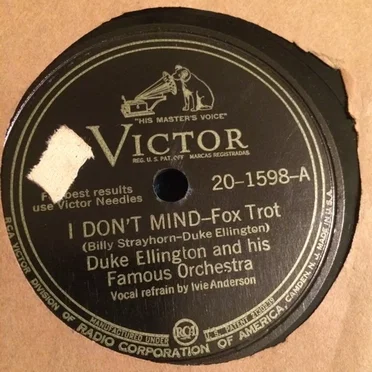 "HIS MASTER'S VOICE"
VICTOR
REG. U.S. PAT. OFF. MARCAS REGISTRADAS.
best results
use Victor Needles
20-1598-A
I DON'T MIND-Fox Trot
(Billy Strayhorn-Duke Ellington)
Duke Ellington and his
Famous Orchestra
Vocal refrain by Ivie Anderson
MANUFACTURED UNDER
RCA
U.S. PATENT
RCA VICTOR DIVISION OF RADIO CORPORATION OF AMERICA, CAMDEN, N.J. MADE IN U.S.A.